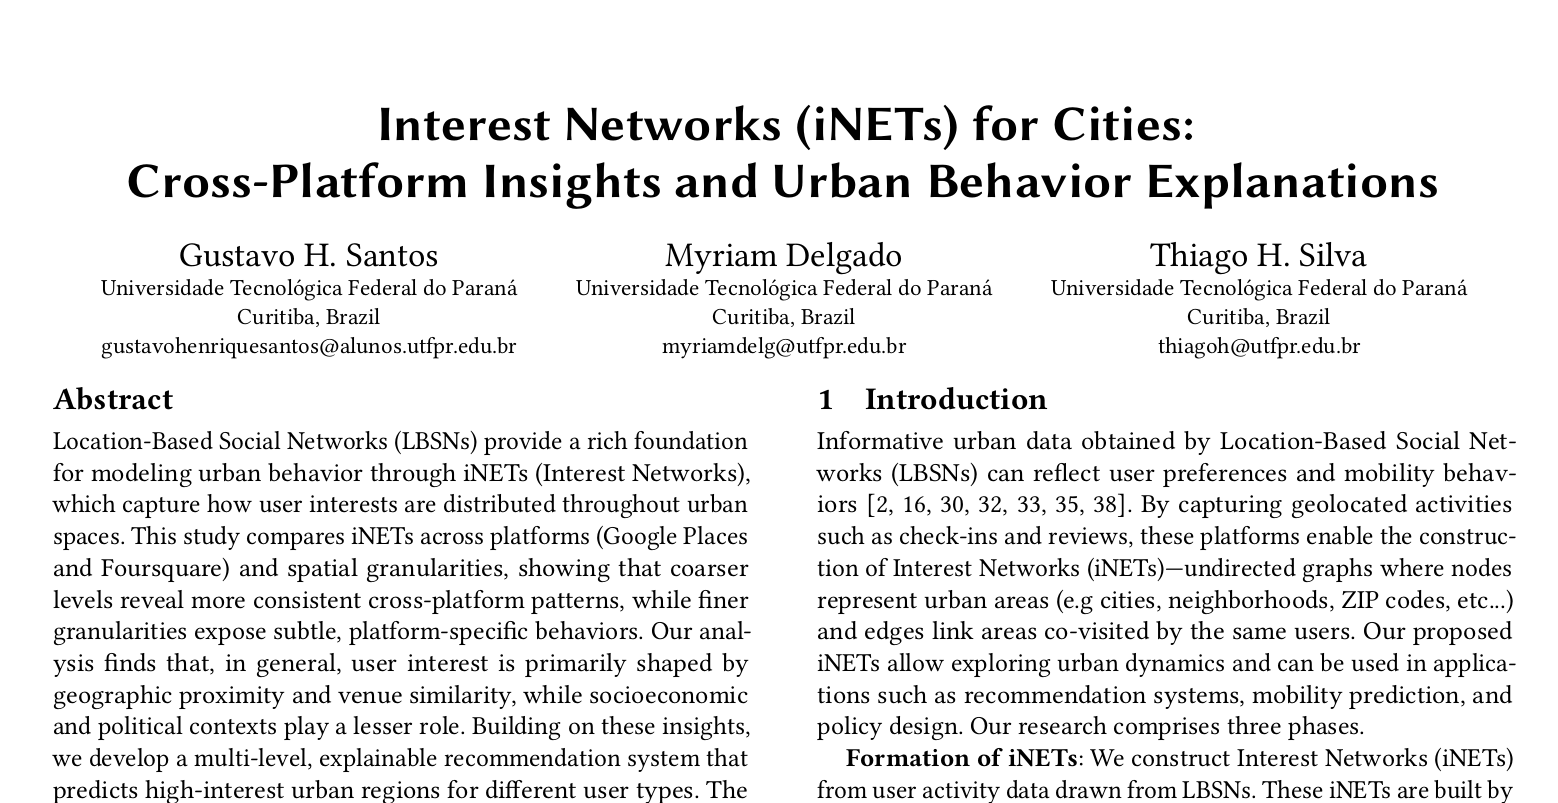 Interest Networks (iNETs) for Cities:
Cross-Platform Insights and Urban Behavior Explanations
Gustavo H. Santos
Universidade Tecnológica Federal do Paraná
Curitiba, Brazil
gustavohenriquesantos@alunos.utfpr.edu.br
Myriam Delgado
Universidade Tecnológica Federal do Paraná
Curitiba, Brazil
myriamdelg@utfpr.edu.br
Thiago H. Silva
Universidade Tecnológica Federal do Paraná
Curitiba, Brazil
thiagoh@utfpr.edu.br
Abstract
Location-Based Social Networks (LBSNs) provide a rich foundation
for modeling urban behavior through iNETs (Interest Networks),
which capture how user interests are distributed throughout urban
spaces. This study compares iNETs across platforms (Google Places
and Foursquare) and spatial granularities, showing that coarser
levels reveal more consistent cross-platform patterns, while finer
granularities expose subtle, platform-specific behaviors. Our anal-
ysis finds that, in general, user interest is primarily shaped by
geographic proximity and venue similarity, while socioeconomic
and political contexts play a lesser role. Building on these insights,
we develop a multi-level, explainable recommendation system that
predicts high-interest urban regions for different user types. The
1 Introduction
Informative urban data obtained by Location-Based Social Net-
works (LBSNs) can reflect user preferences and mobility behav-
iors [2, 16, 30, 32, 33, 35, 38]. By capturing geolocated activities
such as check-ins and reviews, these platforms enable the construc-
tion of Interest Networks (iNETs)—undirected graphs where nodes
represent urban areas (e.g cities, neighborhoods, ZIP codes, etc...)
and edges link areas co-visited by the same users. Our proposed
iNETs allow exploring urban dynamics and can be used in applica-
tions such as recommendation systems, mobility prediction, and
policy design. Our research comprises three phases.
Formation of iNETs: We construct Interest Networks (iNETs)
from user activity data drawn from LBSNs. These iNETs are built by